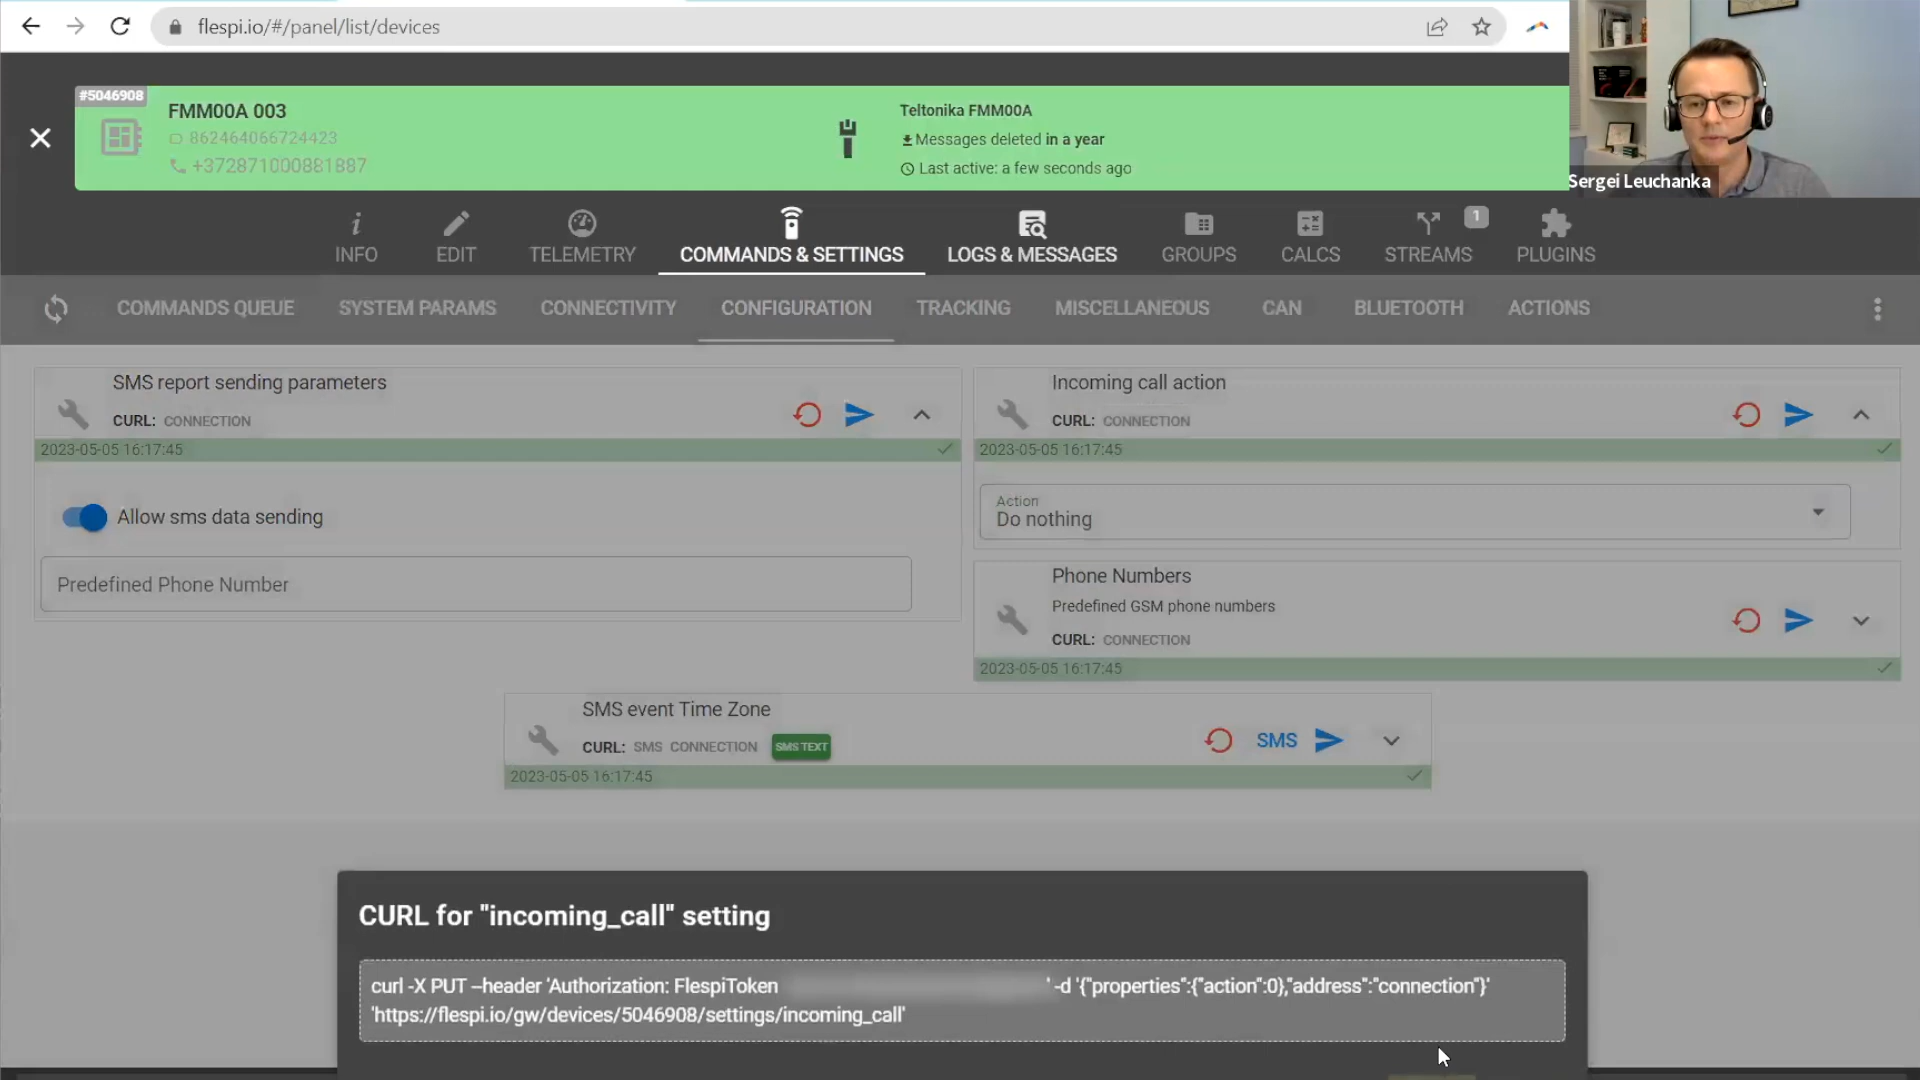 flespi.io/#/panel/list/devices
#5046908
FMM00A 003
862464066724423
+372871000881887
Teltonika FMM00A
Messages deleted in a year
Last active: a few seconds ago
Sergei Leuchanka
INFO
EDIT
TELEMETRY
COMMANDS & SETTINGS
LOGS & MESSAGES
GROUPS
CALCS
STREAMS
1
PLUGINS
COMMANDS QUEUE
SYSTEM PARAMS
CONNECTIVITY
CONFIGURATION
TRACKING
MISCELLANEOUS
CAN
BLUETOOTH
ACTIONS
SMS report sending parameters
CURL: CONNECTION
2023-05-05 16:17:45
Allow sms data sending
Predefined Phone Number
Incoming call action
CURL: CONNECTION
2023-05-05 16:17:45
Action
Do nothing
Phone Numbers
Predefined GSM phone numbers
CURL: CONNECTION
2023-05-05 16:17:45
SMS event Time Zone
CURL: SMS CONNECTION SMS TEXT
SMS
2023-05-05 16:17:45
CURL for "incoming_call" setting
curl -X PUT --header 'Authorization: FlespiToken ' -d '{"properties":{"action":0},"address":"connection"}'
'https://flespi.io/gw/devices/5046908/settings/incoming_call'